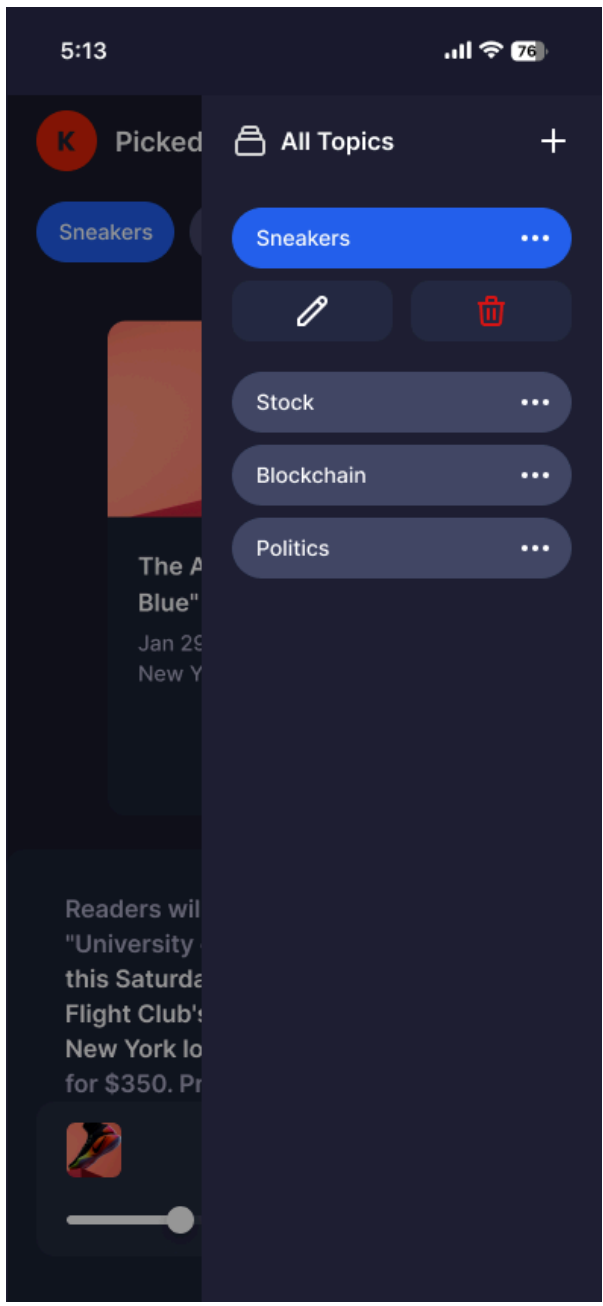 5:13
76
K
Picked
All Topics
Sneakers
Sneakers
Stock
Blockchain
Politics
The A
Blue"
Jan 29
New Y
Readers wil
"University
this Saturda
Flight Club's
New York lo
for $350. Pr